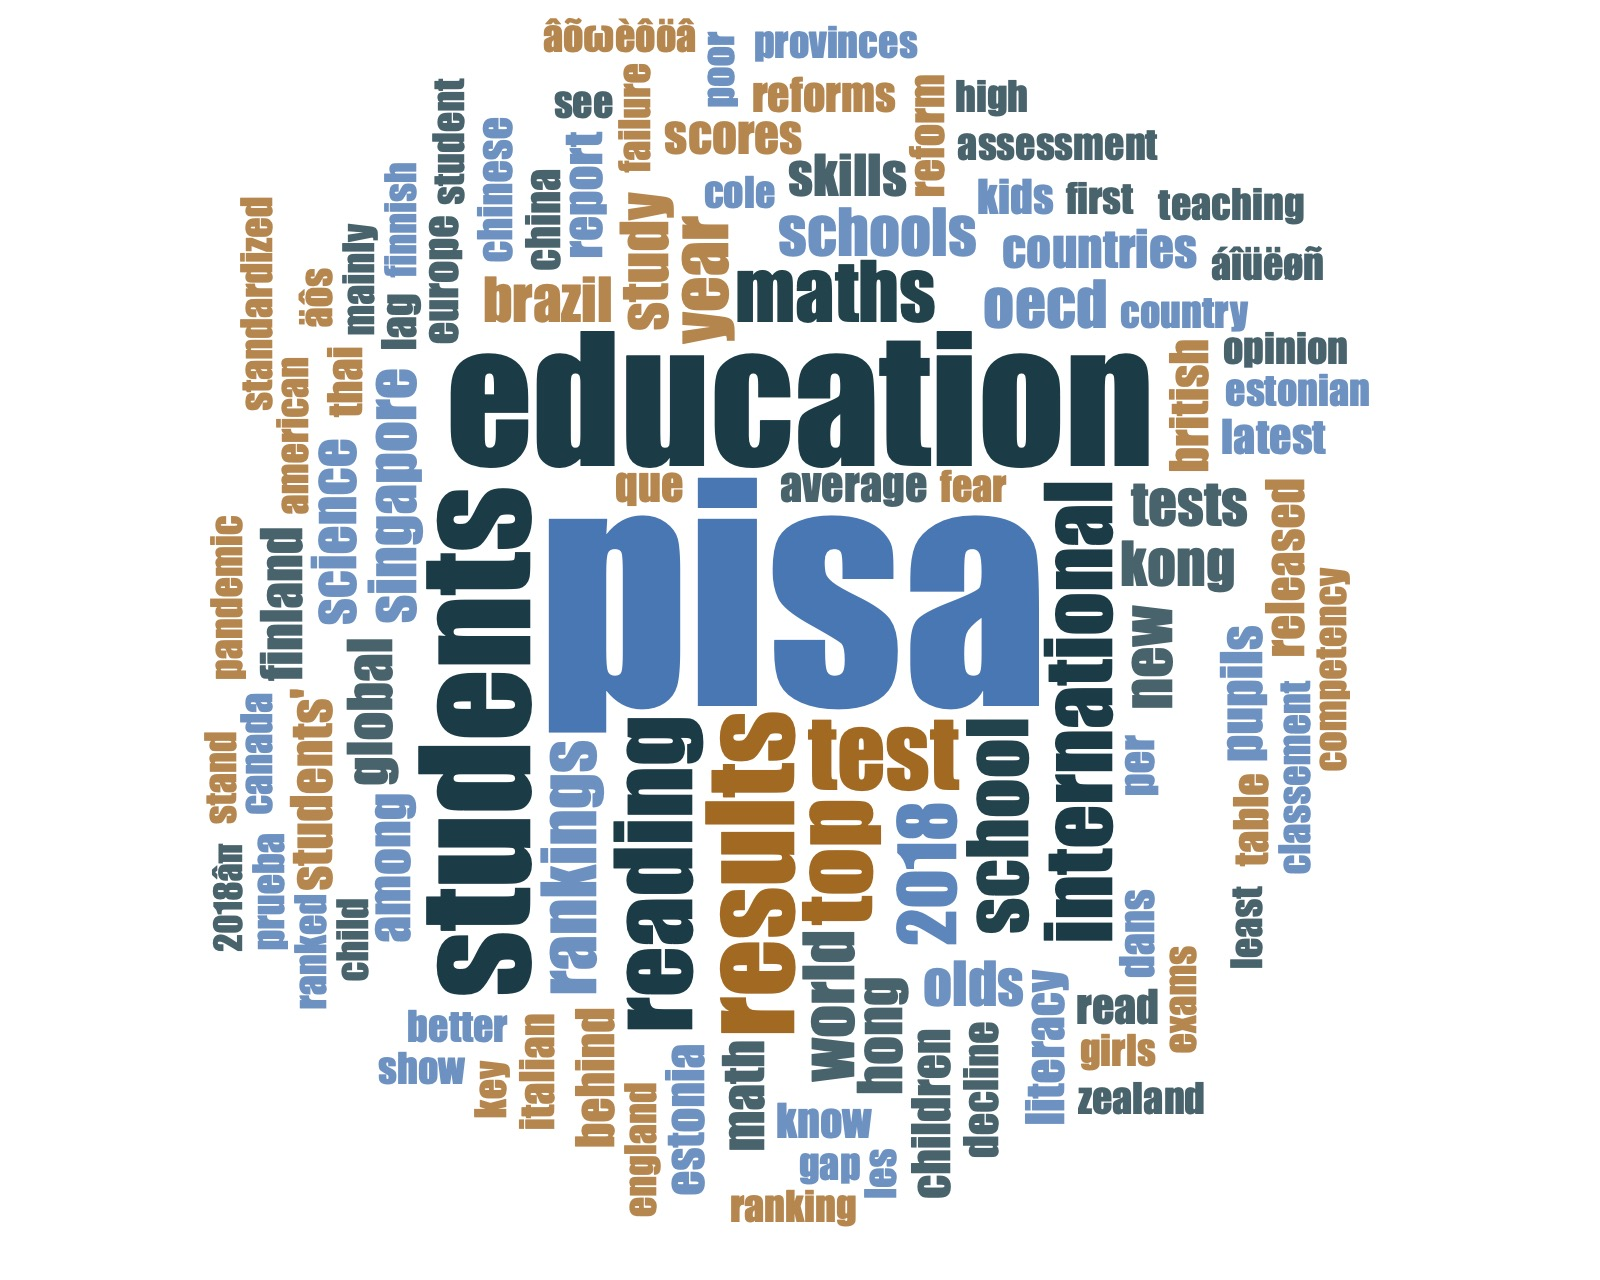 âõωèôöâ
provinces
poor
see
failure
reforms
reform
high
student
chinese
report
scores
assessment
finnish
china
cole
skills
kids
first
teaching
standardized
mainly
europe
study
year
schools
countries
áîüëøñ
äôs
lag
brazil
maths
oecd
country
american
thai
education
british
opinion
estonian
latest
science
singapore
que
average
fear
pandemic
finland
students
pisa
international
tests
released
kong
competency
global
new
pupils
stand
canada
students'
rankings
reading
results
test
school
per
classement
table
2018âπ
prueba
among
top
2018
ranked
child
world
olds
dans
least
better
show
behind
hong
literacy
read
exams
girls
key
italian
england
estonia
math
know
children
decline
zealand
gap
les
ranking